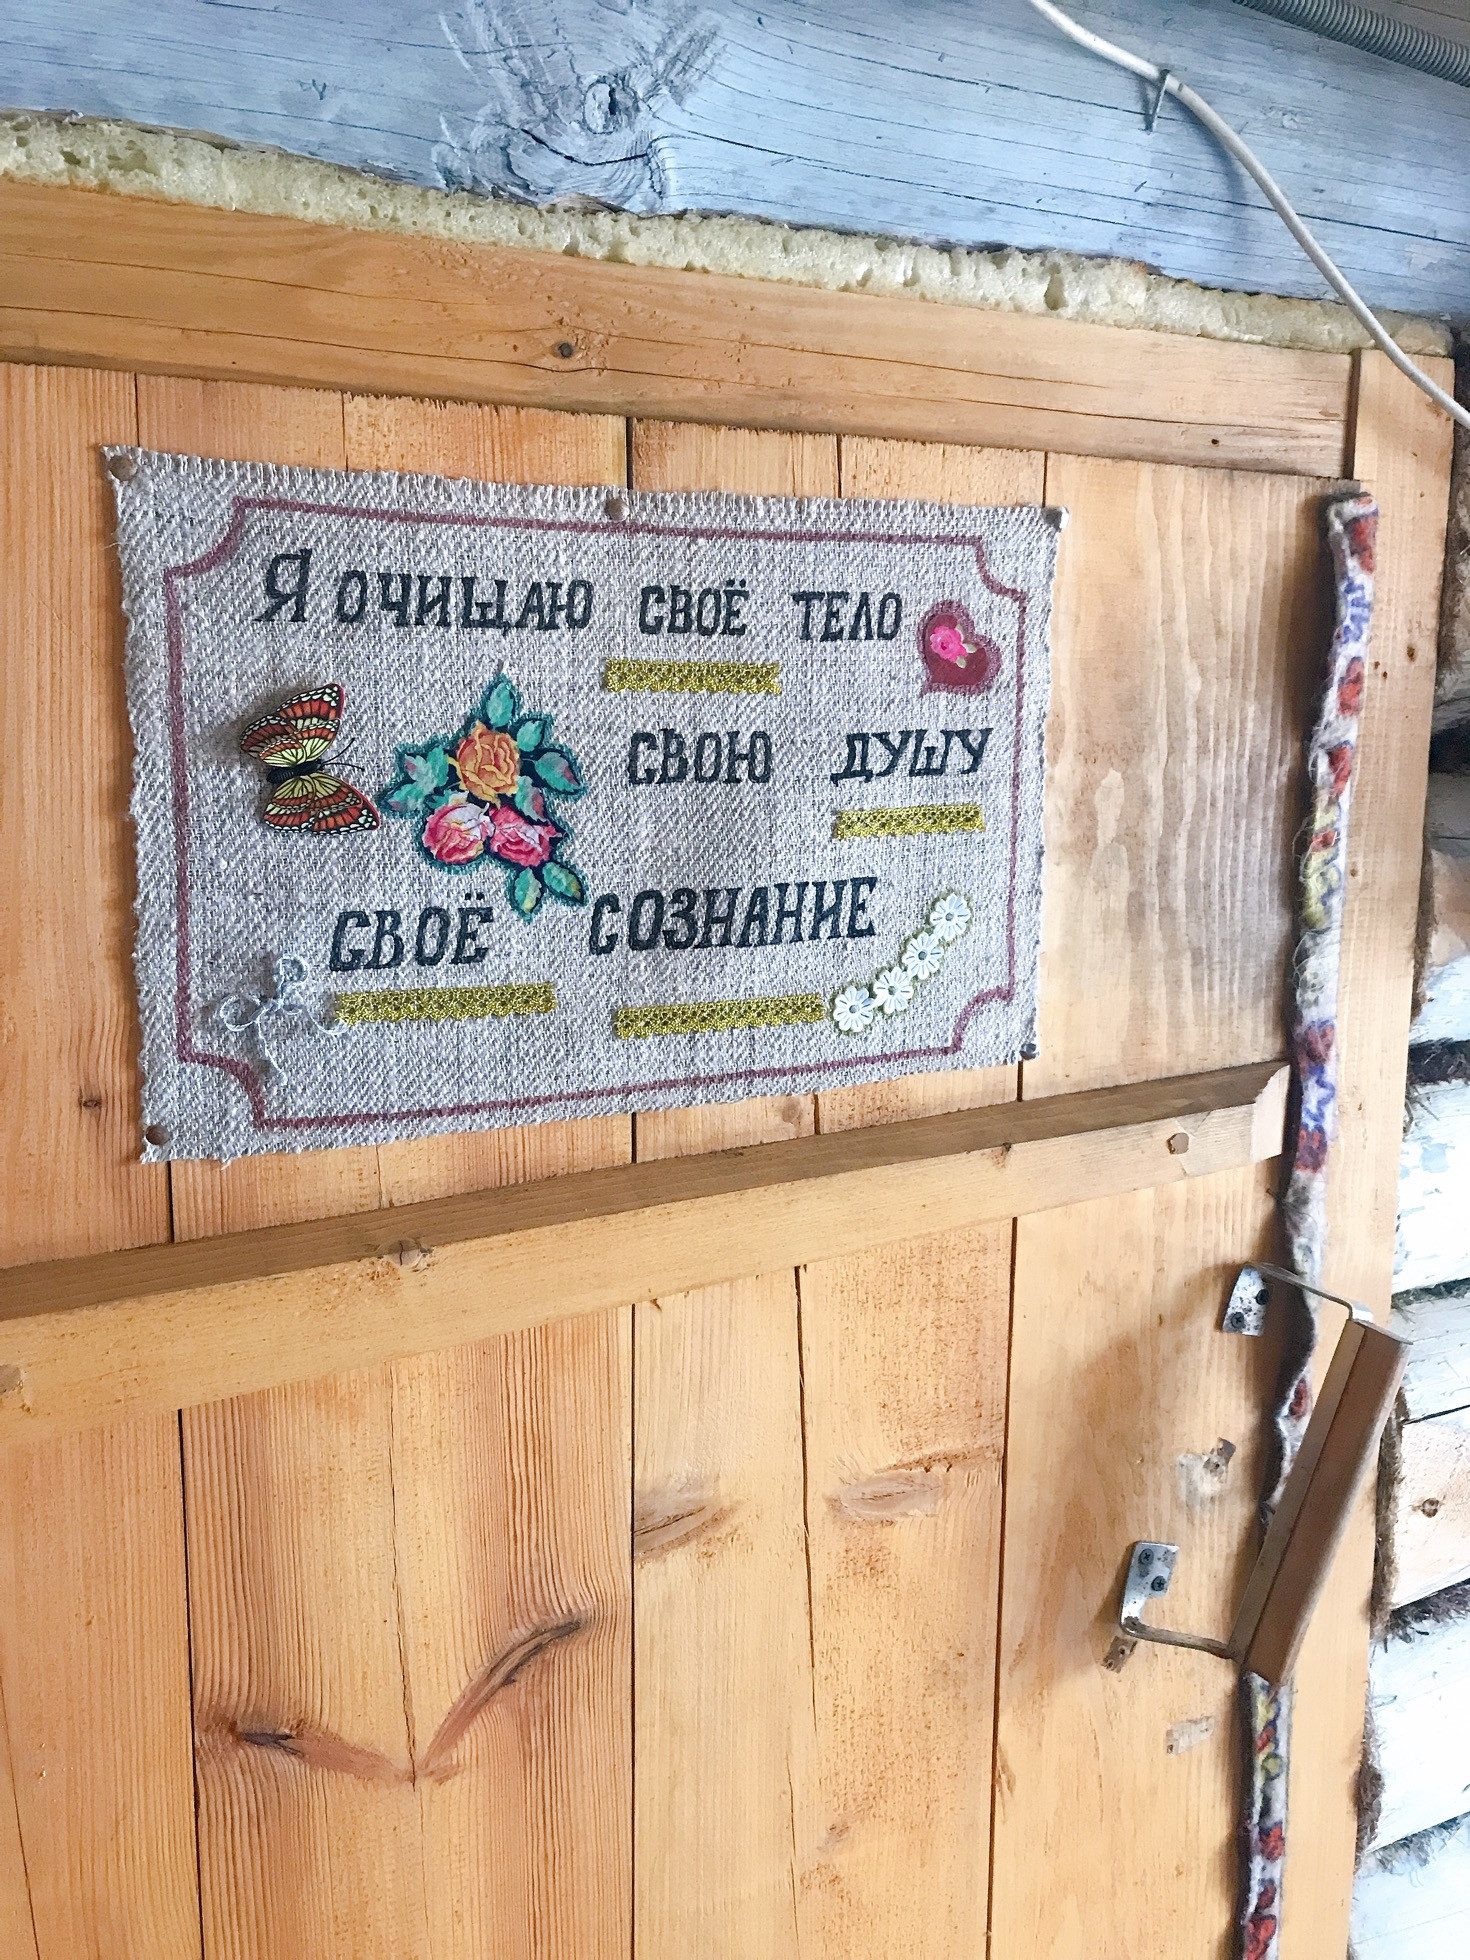 Я ОЧИЩАЮ СВОЁ ТЕЛО
СВОЮ ДУШУ
СВОЁ СОЗНАНИЕ